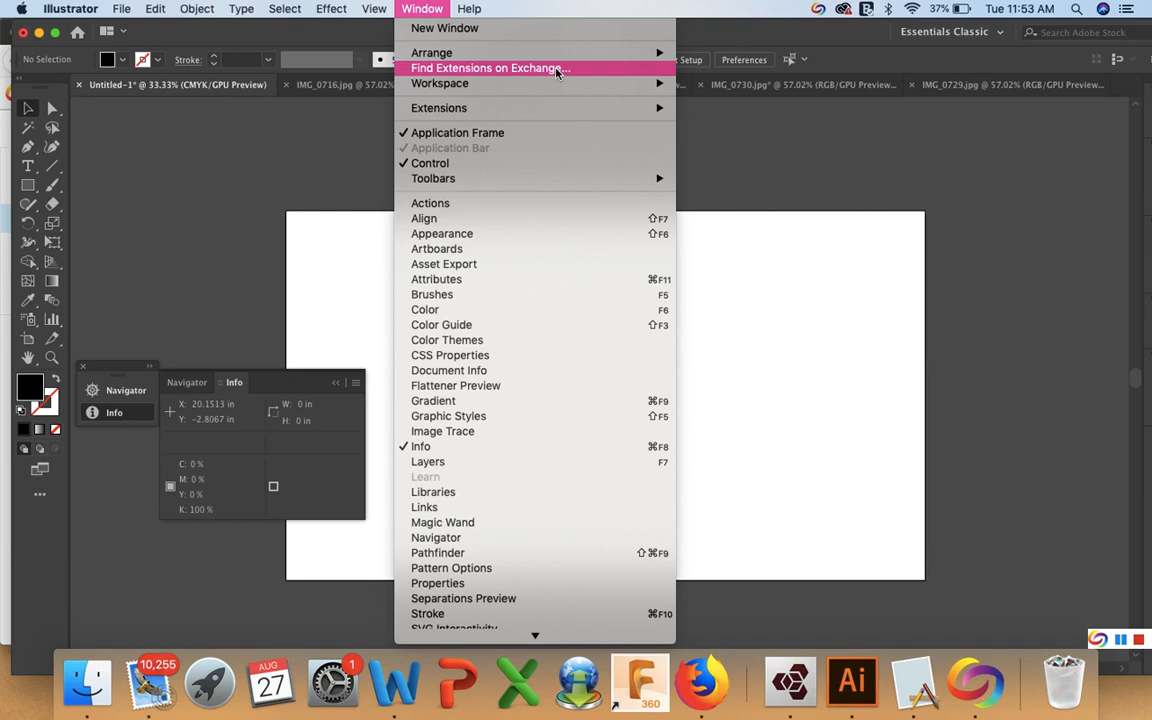 Illustrator File Edit Object Type Select Effect View Window Help 37% Tue 11:53 AM
Essentials Classic Search Adobe Stock
No Selection Stroke: Setup Preferences
Untitled-1* @ 33.33% (CMYK/GPU Preview) IMG_0716.jpg @ 57.02% IMG_0730.jpg* @ 57.02% (RGB/GPU Preview... IMG_0729.jpg @ 57.02% (RGB/GPU Preview...
New Window
Arrange
Find Extensions on Exchange...
Workspace
Extensions
Application Frame
Application Bar
Control
Toolbars
Actions
Align ⇧F7
Appearance ⇧F6
Artboards
Asset Export
Attributes ⌘F11
Brushes F5
Color F6
Color Guide ⇧F3
Color Themes
CSS Properties
Document Info
Flattener Preview
Gradient ⌘F9
Graphic Styles ⇧F5
Image Trace
Info ⌘F8
Layers F7
Learn
Libraries
Links
Magic Wand
Navigator
Pathfinder ⇧⌘F9
Pattern Options
Properties
Separations Preview
Stroke ⌘F10
SVG Interactivity
Navigator
Info
Navigator Info
X: 20.1513 in
Y: -2.8067 in
W: 0 in
H: 0 in
C: 0 %
M: 0 %
Y: 0 %
K: 100 %
10,255
AUG
27
1
W
P
X
F
360
Ai